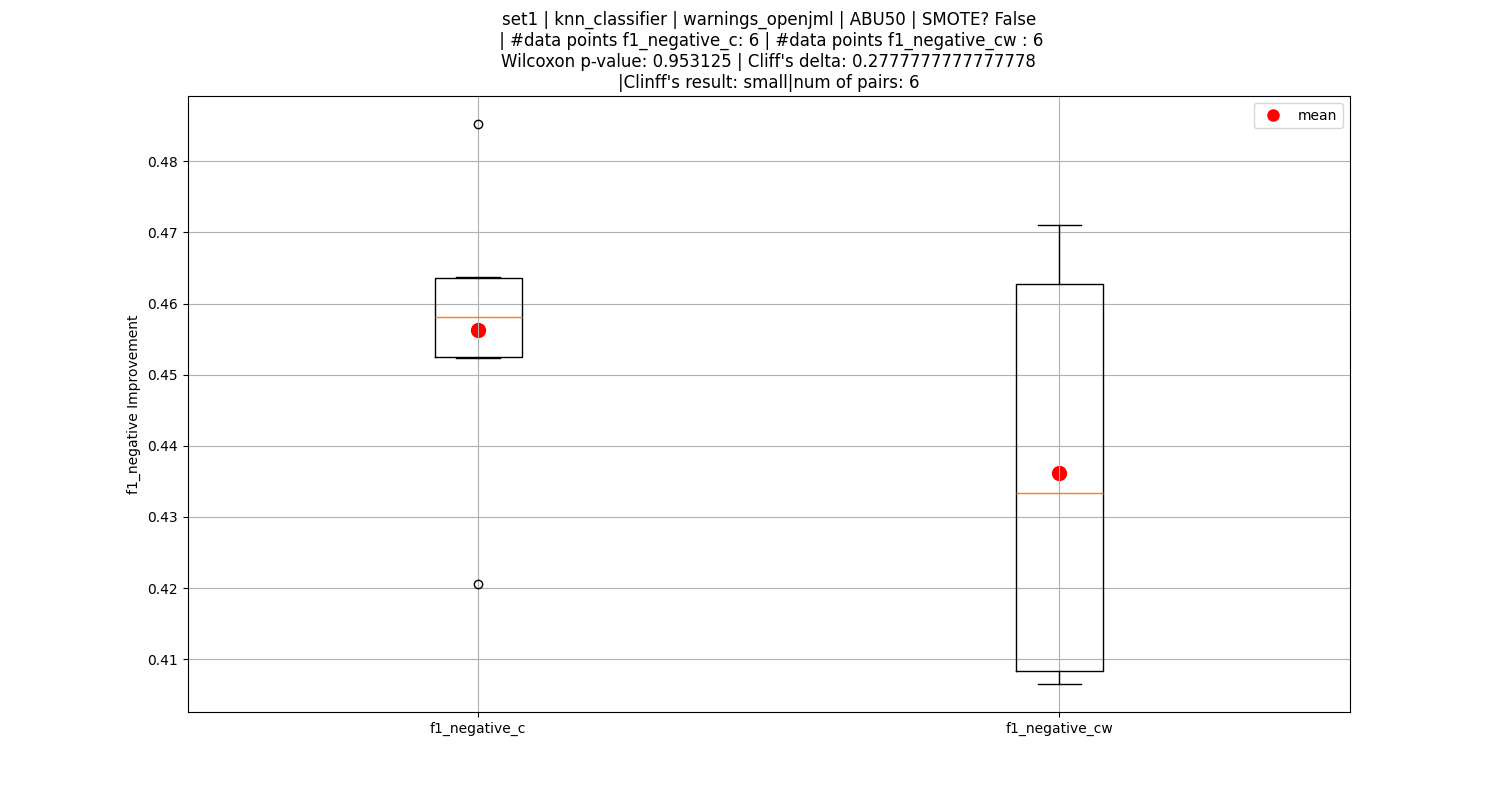 set1 | knn_classifier | warnings_openjml | ABU50 | SMOTE? False
| #data points f1_negative_c: 6 | #data points f1_negative_cw : 6
Wilcoxon p-value: 0.953125 | Cliff's delta: 0.2777777777777778
|Clinff's result: small|num of pairs: 6
mean
0.48
0.47
0.46
0.45
0.44
0.43
0.42
0.41
f1_negative Improvement
f1_negative_c
f1_negative_cw